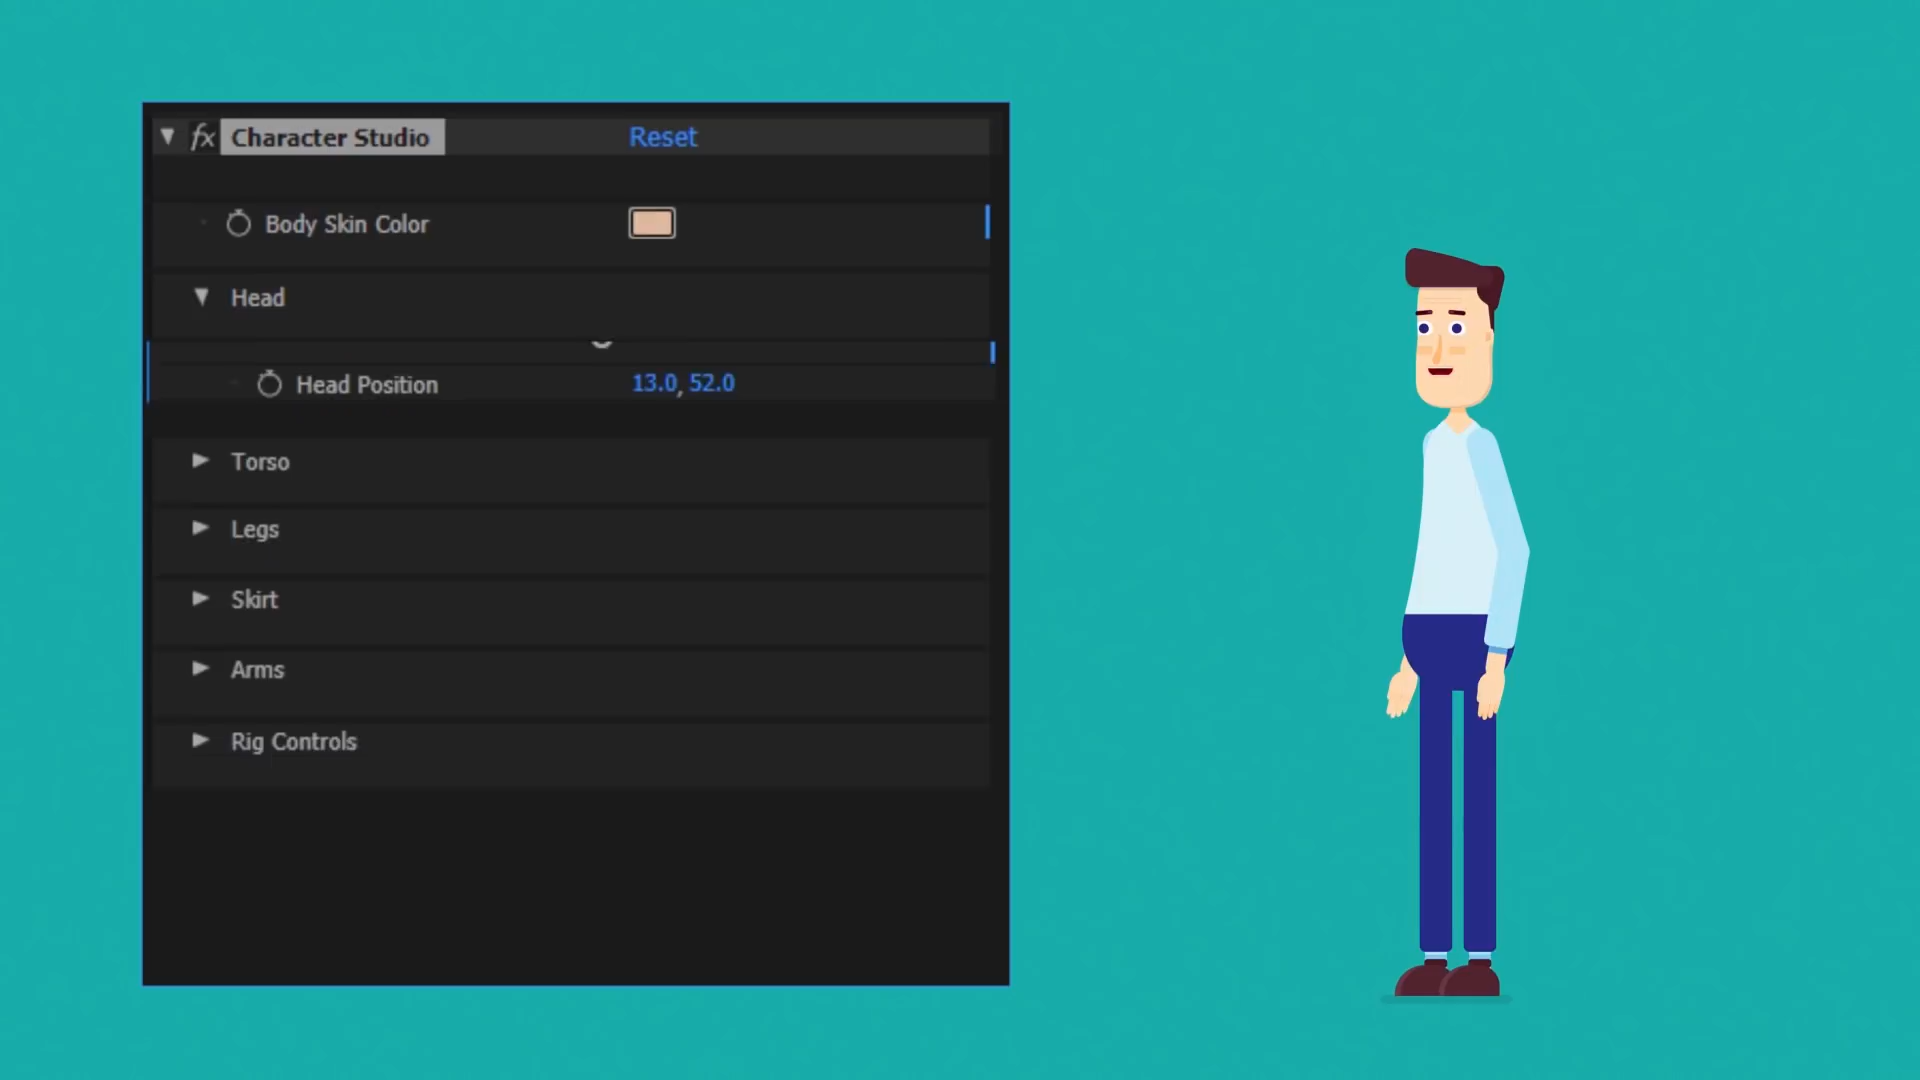 fx Character Studio Reset
Body Skin Color
Head
Head Position 13.0, 52.0
Torso
Legs
Skirt
Arms
Rig Controls